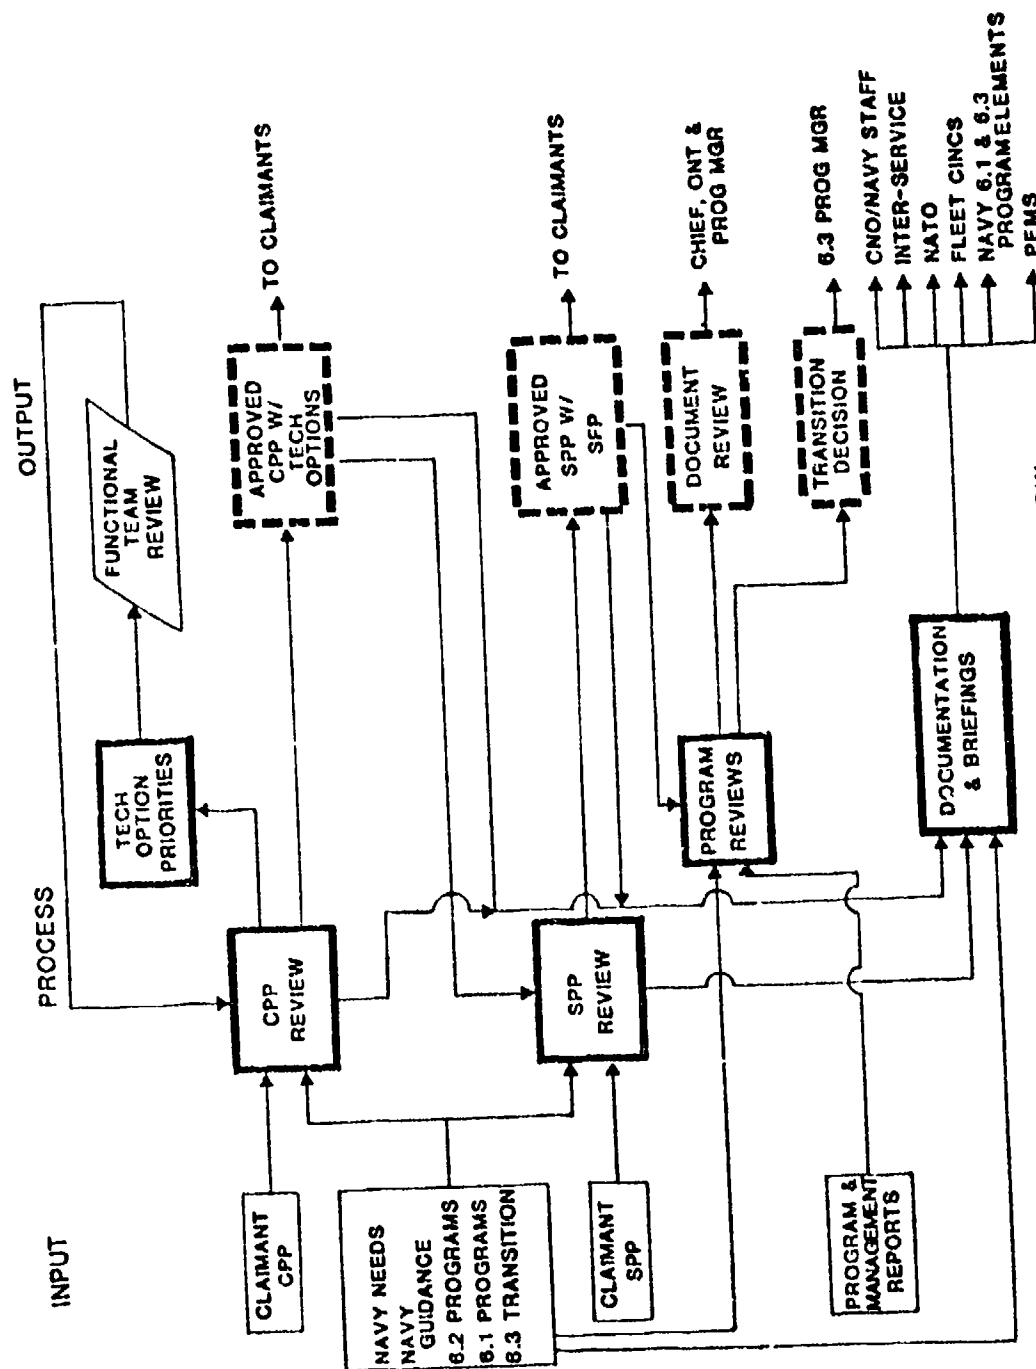 INPUT
PROCESS
OUTPUT
CLAIMANT
CPP
NAVY NEEDS
NAVY
GUIDANCE
6.2 PROGRAMS
6.1 PROGRAMS
6.3 TRANSITION
CLAIMANT
SPP
PROGRAM &
MANAGEMENT
REPORTS
TECH
OPTION
PRIORITIES
CPP
REVIEW
SPP
REVIEW
PROGRAM
REVIEWS
DOCUMENTATION
& BRIEFINGS
FUNCTIONAL
TEAM
REVIEW
APPROVED
CPP W/
TECH
OPTIONS
TO CLAIMANTS
APPROVED
SPP W/
SFP
TO CLAIMANTS
DOCUMENT
REVIEW
CHIEF, ONT &
PROG MGR
TRANSITION
DECISION
6.3 PROG MGR
CNO/NAVY STAFF
INTER-SERVICE
NATO
FLEET CINCS
NAVY 6.1 & 6.3
PROGRAM ELEMENTS
PEMS